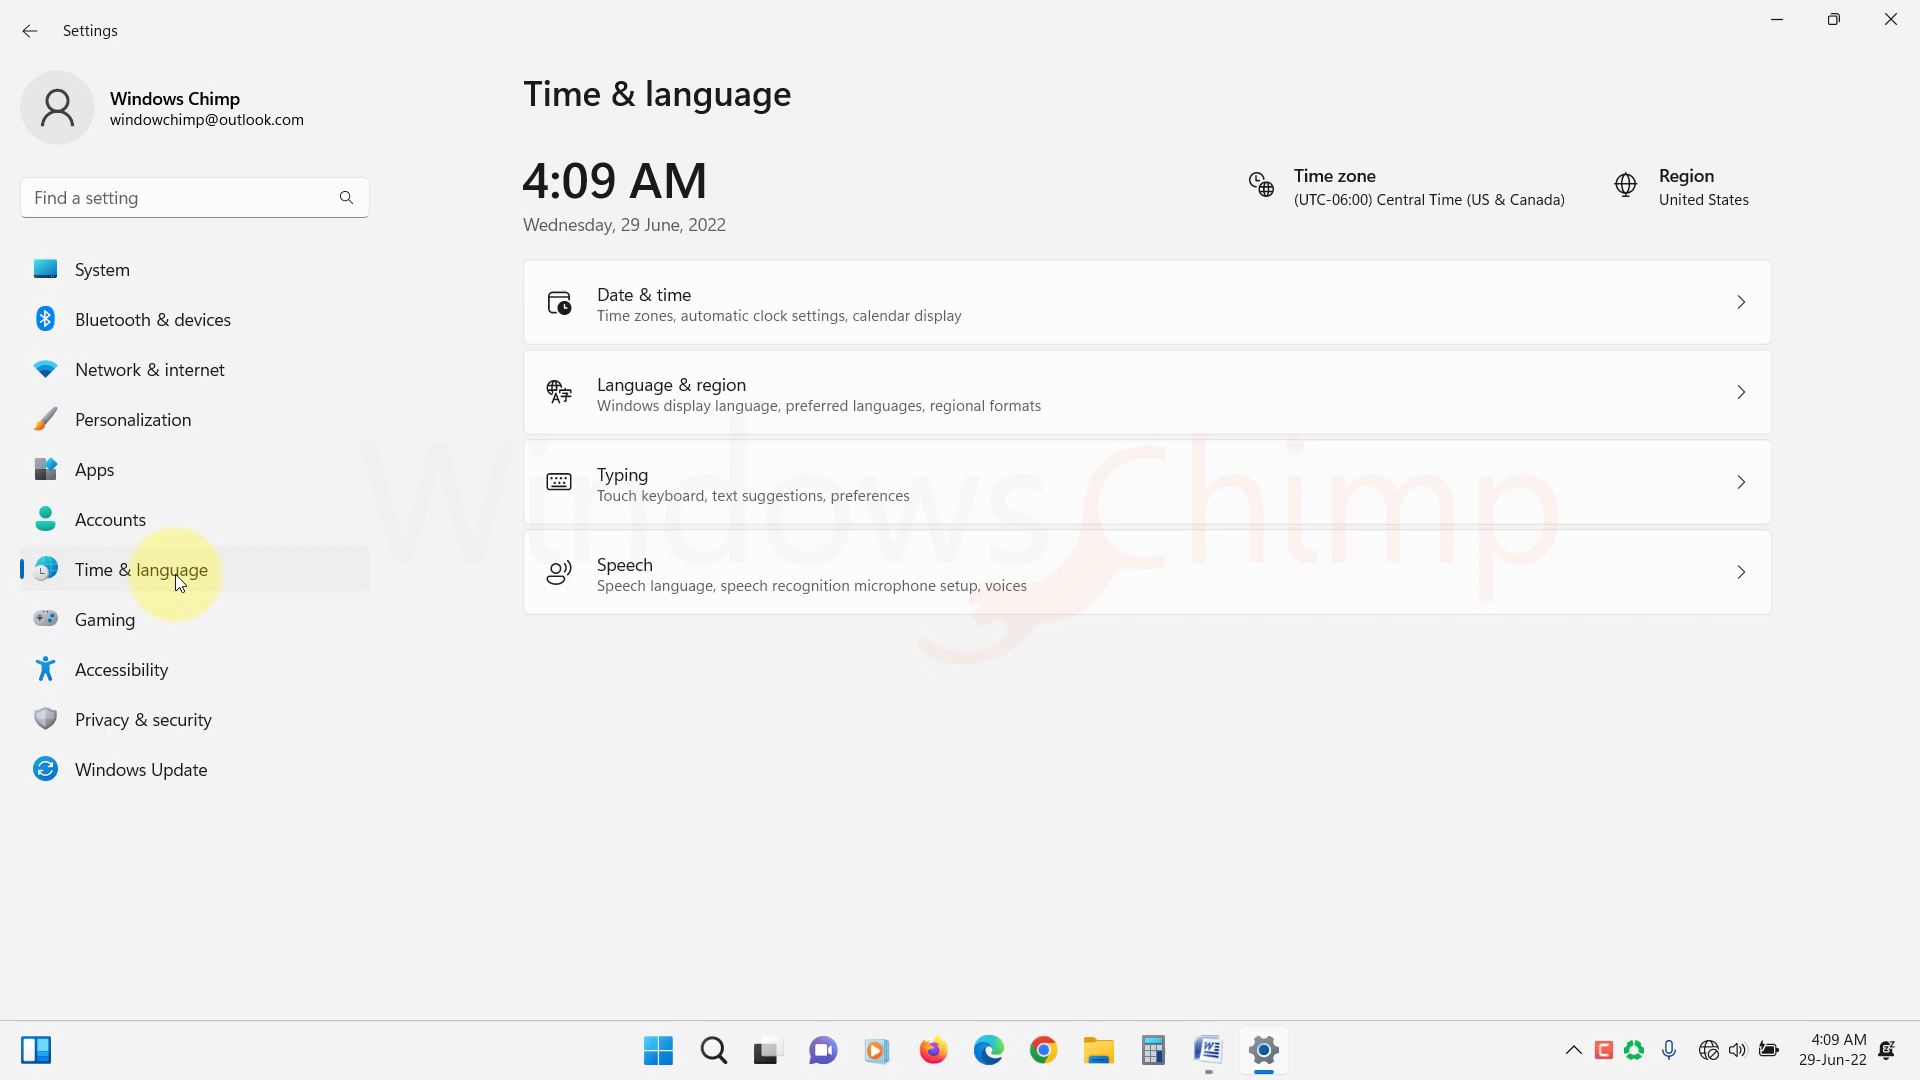 Settings
Windows Chimp
windowchimp@outlook.com
Find a setting
System
Bluetooth & devices
Network & internet
Personalization
Apps
Accounts
Time & language
Gaming
Accessibility
Privacy & security
Windows Update
Time & language
4:09 AM
Wednesday, 29 June, 2022
Time zone
(UTC-06:00) Central Time (US & Canada)
Region
United States
Date & time
Time zones, automatic clock settings, calendar display
Language & region
Windows display language, preferred languages, regional formats
Typing
Touch keyboard, text suggestions, preferences
Speech
Speech language, speech recognition microphone setup, voices
WindowsChimp
4:09 AM
29-Jun-22